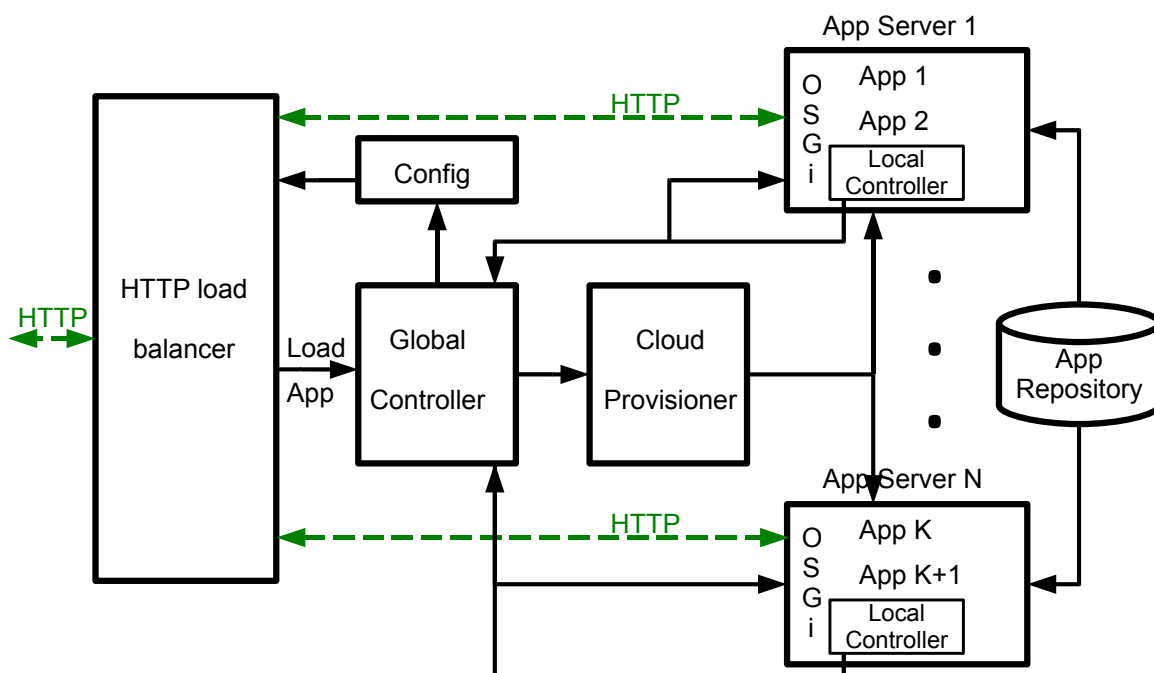 App Server 1
O
S
G
i
App 1
App 2
Local
Controller
HTTP
Config
HTTP load
balancer
HTTP
Load
App
Global
Controller
Cloud
Provisioner
App
Repository
App Server N
HTTP
O
S
G
i
App K
App K+1
Local
Controller